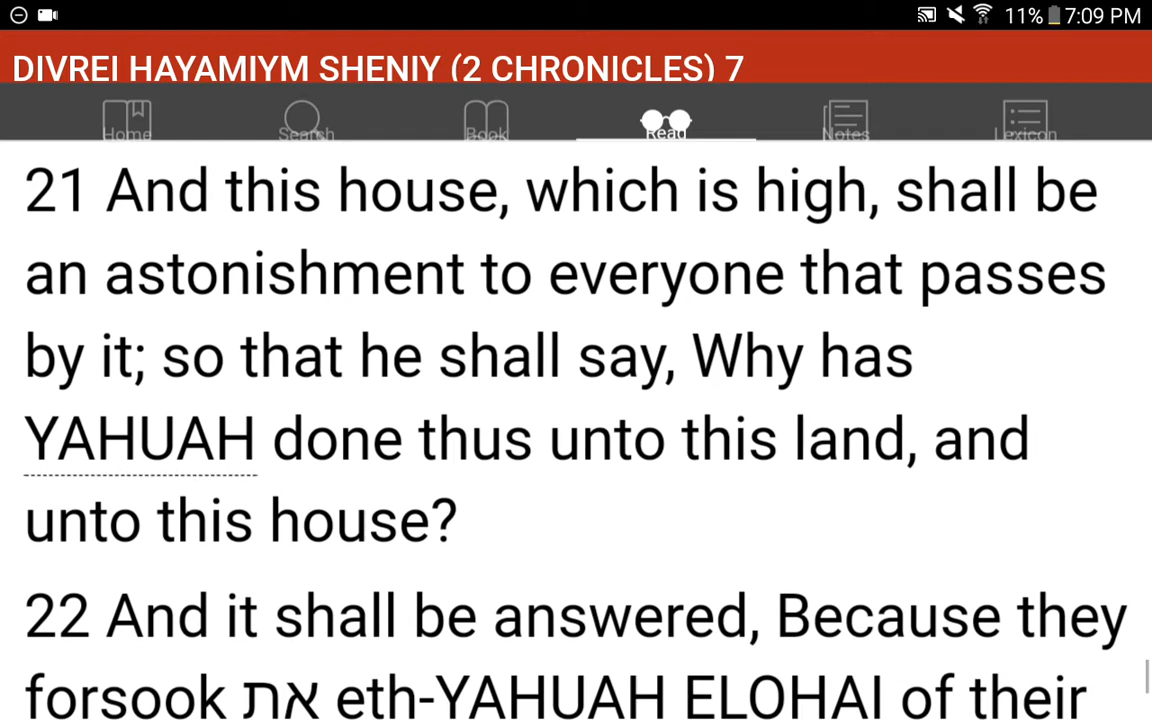 11% 7:09 PM
DIVREI HAYAMIYM SHENIY (2 CHRONICLES) 7
Home Search Book Read Notes Lexicon
21 And this house, which is high, shall be
an astonishment to everyone that passes
by it; so that he shall say, Why has
YAHUAH done thus unto this land, and
unto this house?
22 And it shall be answered, Because they
forsook את eth-YAHUAH ELOHAI of their